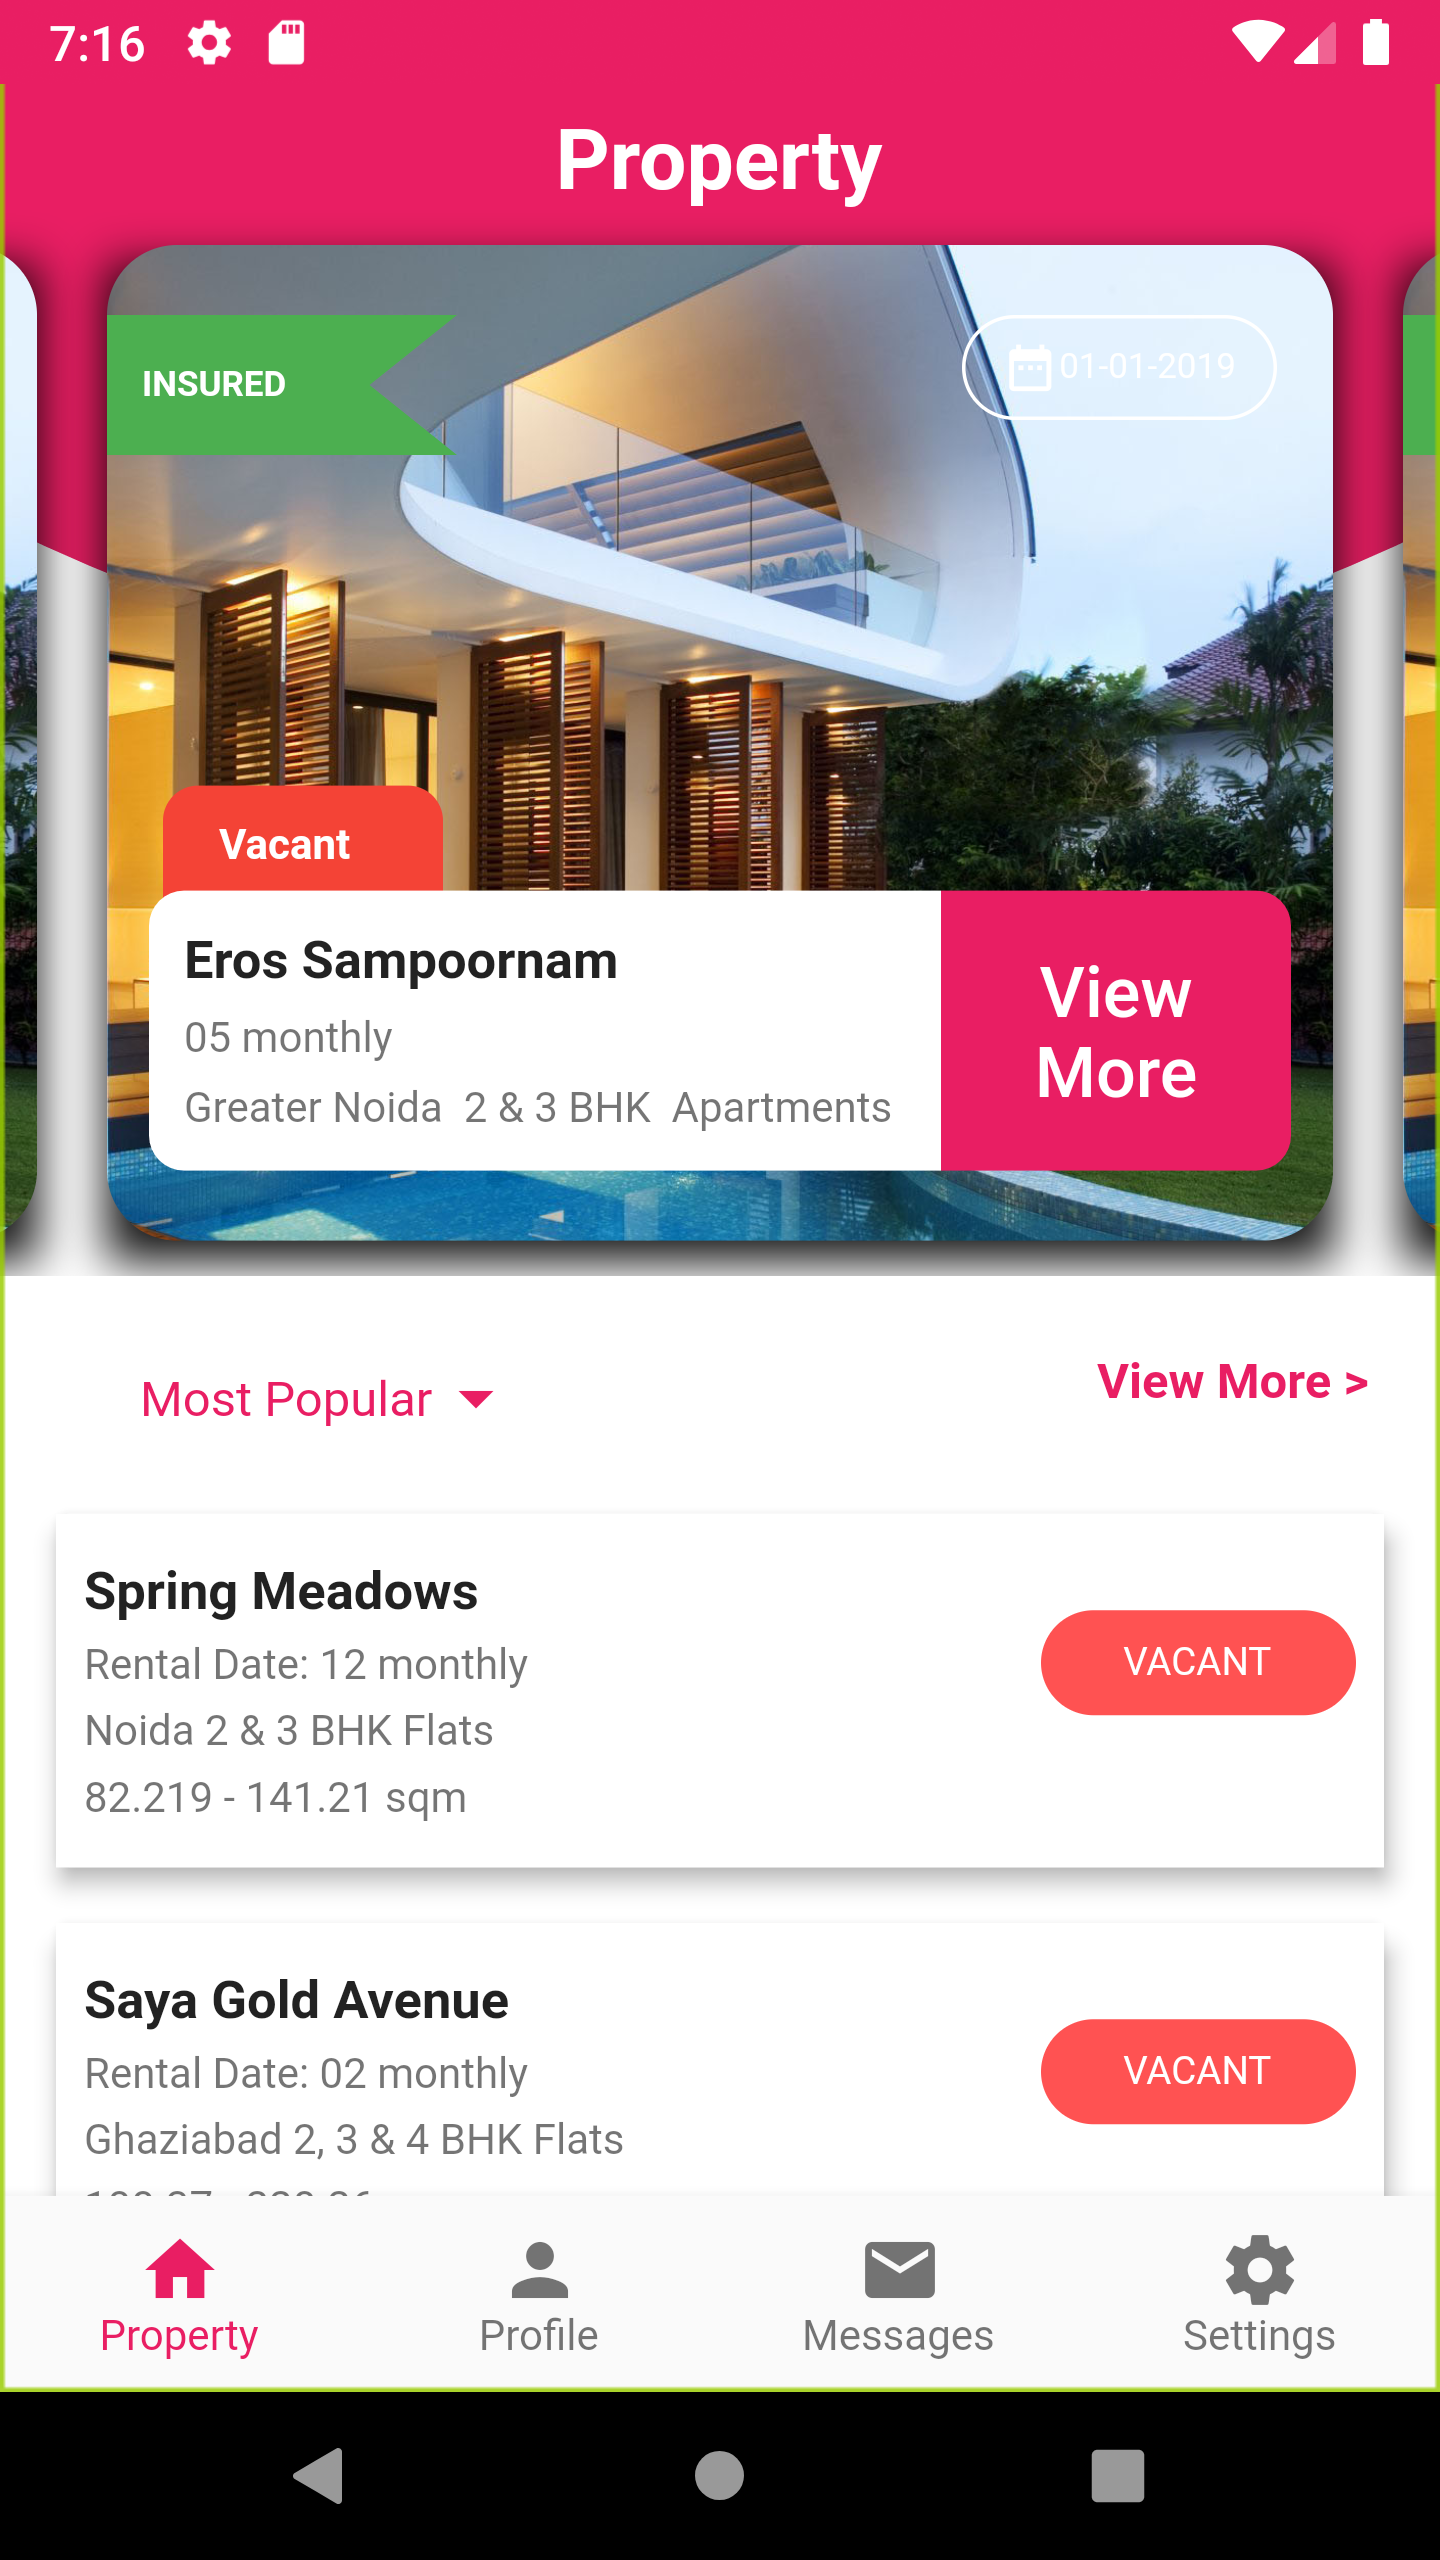 7:16
Property
INSURED
01-01-2019
Vacant
Eros Sampoornam
05 monthly
Greater Noida 2 & 3 BHK Apartments
View
More
Most Popular
View More >
Spring Meadows
Rental Date: 12 monthly
VACANT
Noida 2 & 3 BHK Flats
82.219 - 141.21 sqm
Saya Gold Avenue
Rental Date: 02 monthly
VACANT
Ghaziabad 2, 3 & 4 BHK Flats
Property
Profile
Messages
Settings